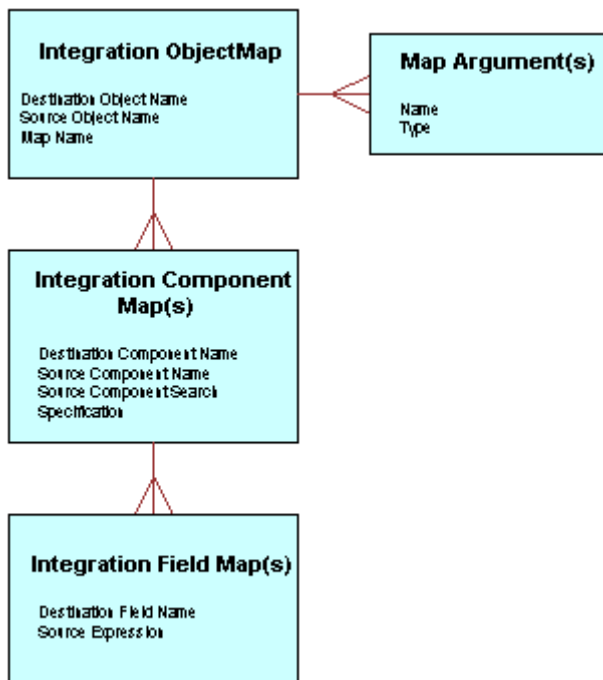 Integration ObjectMap
Destination Object Name
Source Object Name
Map Name
Map Argument(s)
Name
Type
Integration Component
Map(s)
Destination Component Name
Source Component Name
Source Component Search
Specification
Integration Field Map(s)
Destination Field Name
Source Expression